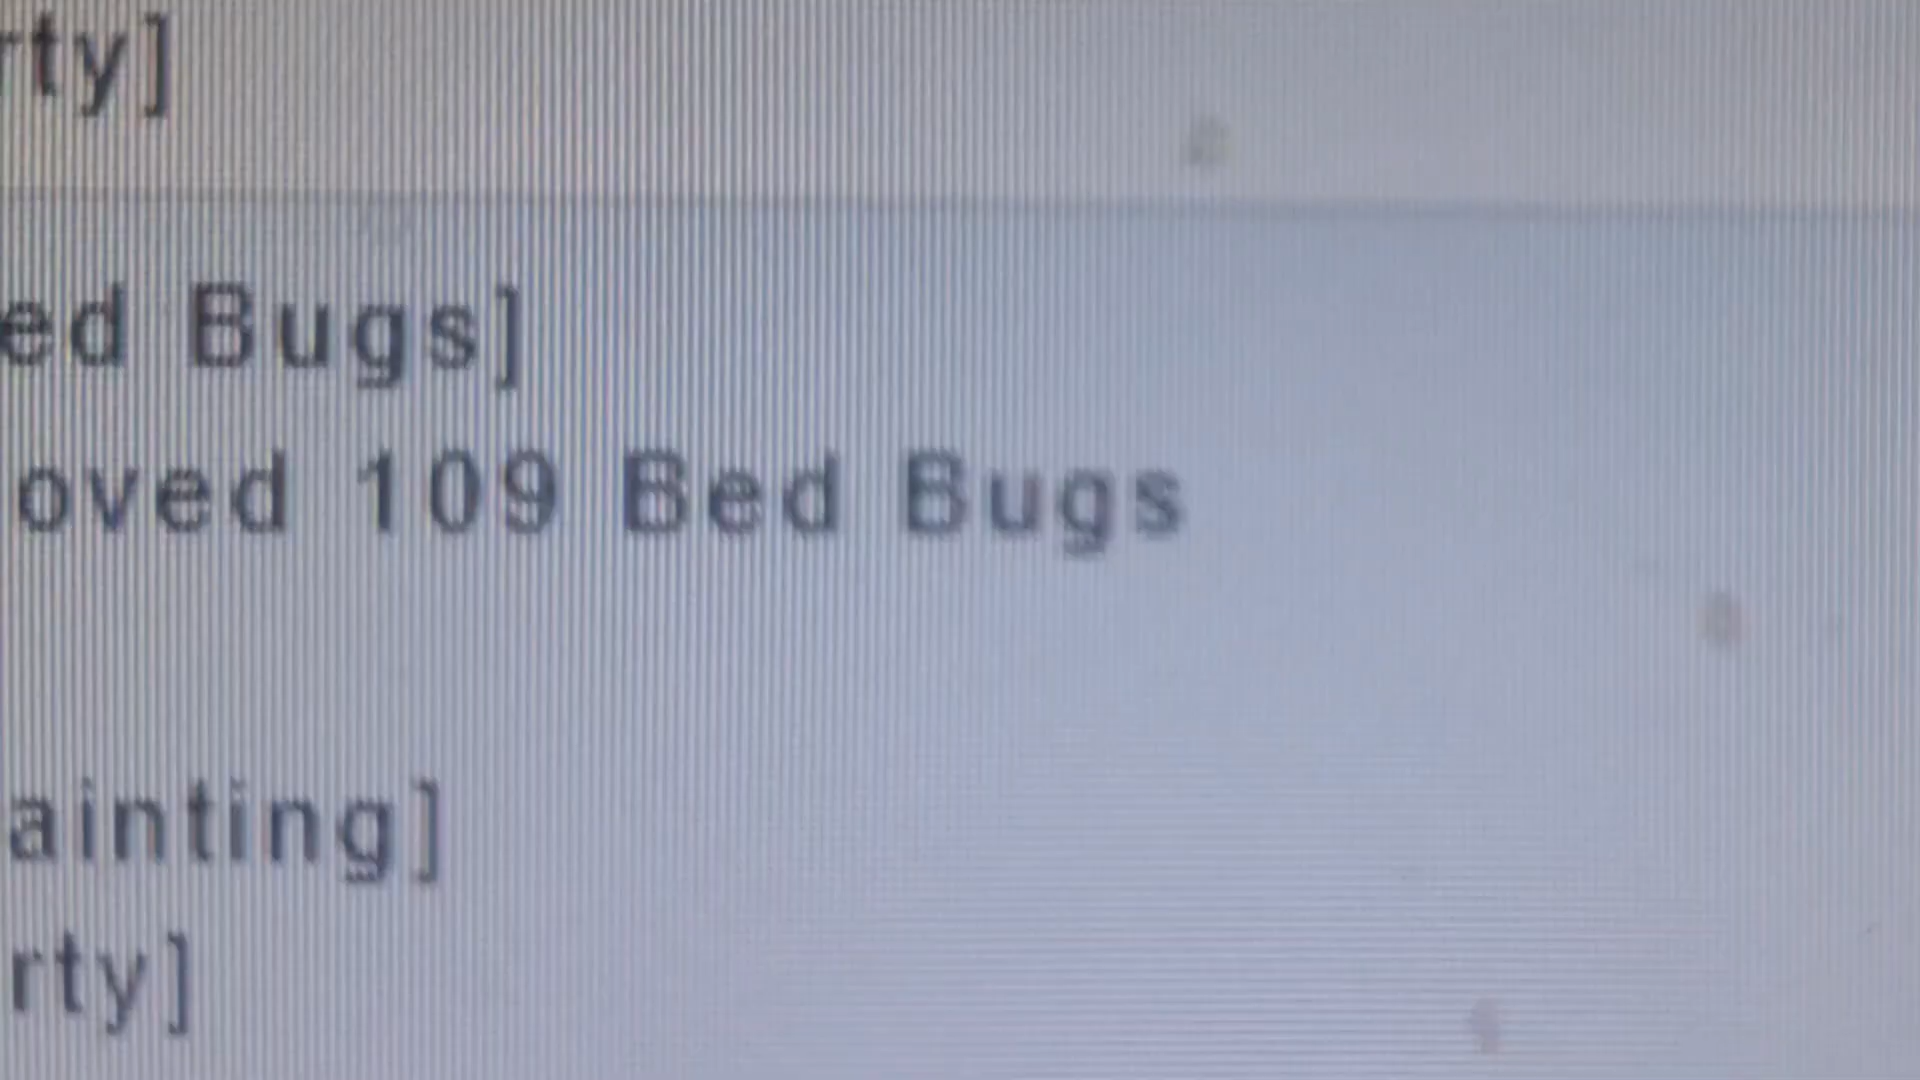 rty]
ed Bugs]
oved 109 Bed Bugs
ainting]
rty]